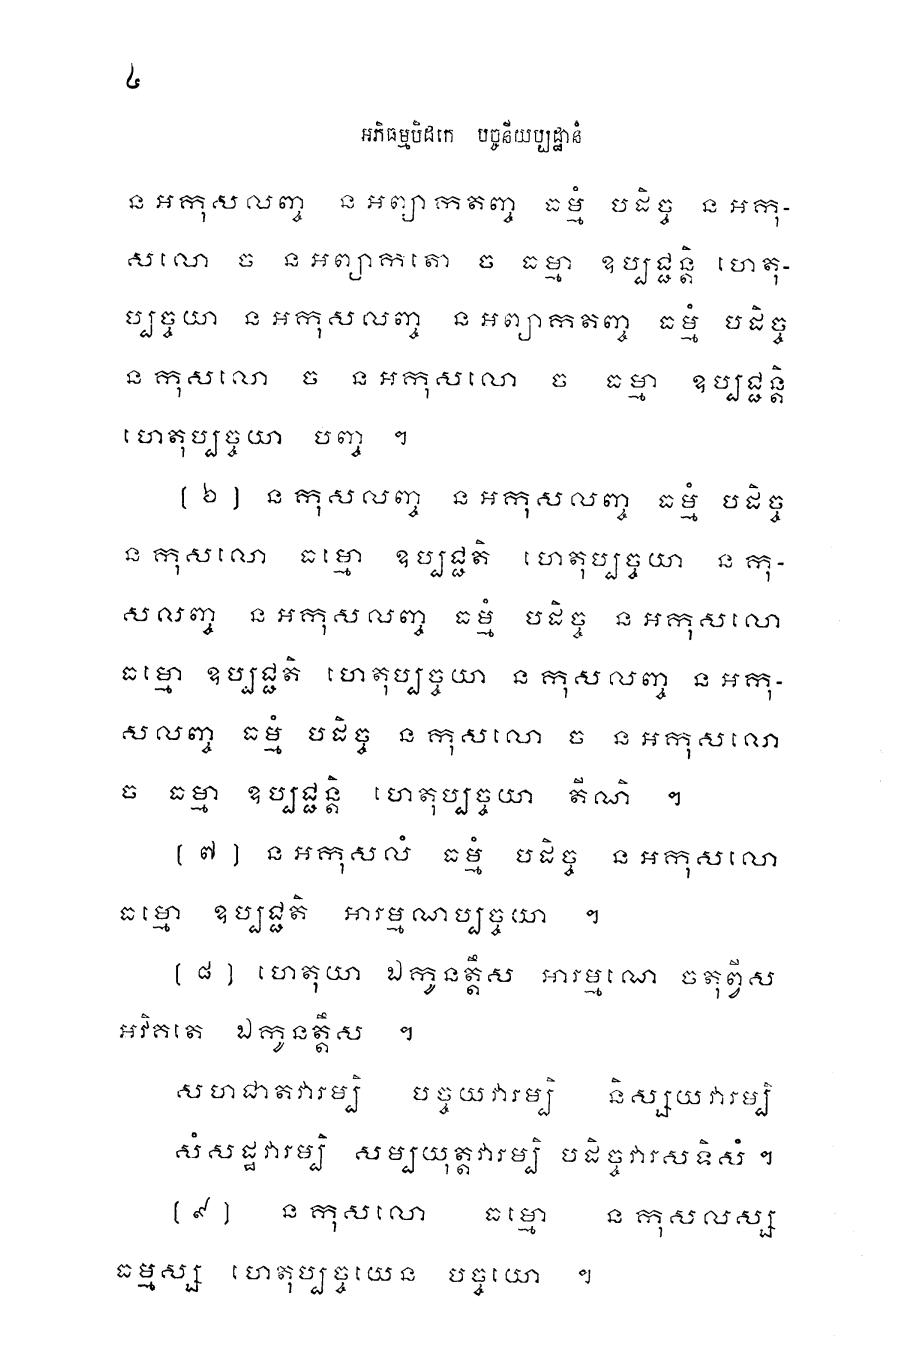 ៤
អភិធម្មបិដកេ បច្ចនីយប្បដ្ឋានំ
ន អកុសលញ្ច ន អព្យាកតញ្ច ធម្មំ បដិច្ច ន អកុ-
សលោ ច ន អព្យាកតោ ច ធម្មា ឧប្បជ្ជន្តិ ហេតុ-
ប្បច្ចយា ន អកុសលញ្ច ន អព្យាកតញ្ច ធម្មំ បដិច្ច
ន កុសលោ ច ន អកុសលោ ច ធម្មា ឧប្បជ្ជន្តិ
ហេតុប្បច្ចយា បញ្ច ។
(៦) ន កុសលញ្ច ន អកុសលញ្ច ធម្មំ បដិច្ច
ន កុសលោ ធម្មោ ឧប្បជ្ជតិ ហេតុប្បច្ចយា ន កុ-
សលញ្ច ន អកុសលញ្ច ធម្មំ បដិច្ច ន អកុសលោ
ធម្មោ ឧប្បជ្ជតិ ហេតុប្បច្ចយា ន កុសលញ្ច ន អកុ-
សលញ្ច ធម្មំ បដិច្ច ន កុសលោ ច ន អកុសលោ
ច ធម្មា ឧប្បជ្ជន្តិ ហេតុប្បច្ចយា តីណិ ។
(៧) ន អកុសលំ ធម្មំ បដិច្ច ន អកុសលោ
ធម្មោ ឧប្បជ្ជតិ អារម្មណប្បច្ចយា ។
(៨) ហេតុយា ឯកូនត្តឹស អារម្មណេ ចតុព្វីស
អវិគតេ ឯកូនត្តឹស ។
សហជាតវារម្បិ បច្ចយវារម្បិ និស្សយវារម្បិ
សំសដ្ឋវារម្បិ សម្បយុត្តវារម្បិ បដិច្ចវារសទិសំ ។
(៩) ន កុសលោ ធម្មោ ន កុសលស្ស
ធម្មស្ស ហេតុប្បច្ចយេន បច្ចយោ ។